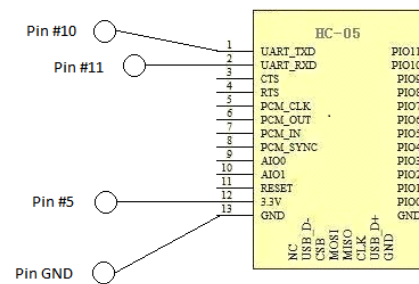 HC-05
Pin #10
Pin #11
Pin #5
Pin GND
1 UART_TXD
2 UART_RXD
3 CTS
4 RTS
5 PCM_CLK
6 PCM_OUT
7 PCM_IN
8 PCM_SYNC
9 AIO0
10 AIO1
11 RESET
12 3.3V
13 GND
PIO11
PIO10
PIO9
PIO8
PIO7
PIO6
PIO5
PIO4
PIO3
PIO2
PIO1
PIO0
GND
NC
USB_D-
CSB
MOSI
MISO
CLK
USB_D+
GND